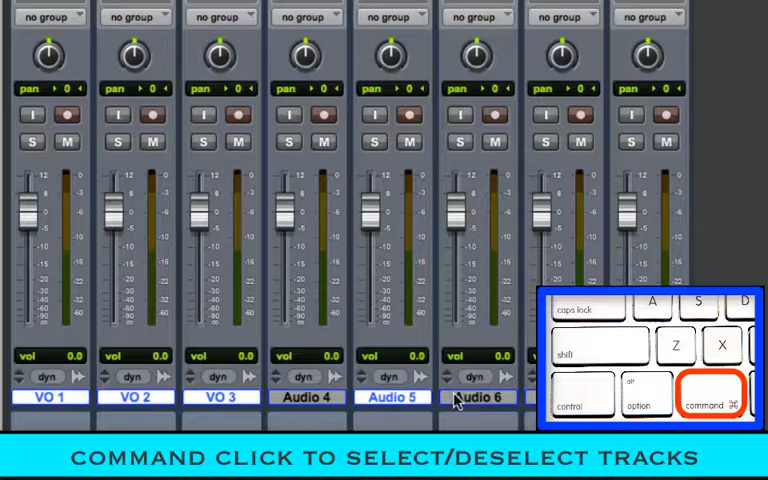 no group no group no group no group no group no group no group no group
pan 0 pan 0 pan 0 pan 0 pan 0 pan 0 pan 0 pan 0
I I I I I I I I
S M S M S M S M S M S M S M S M
vol 0.0 vol 0.0 vol 0.0 vol 0.0 vol 0.0 vol 0.0
dyn dyn dyn dyn dyn dyn
VO 1 VO 2 VO 3 Audio 4 Audio 5 Audio 6
caps lock A S D
shift Z X
control alt option command ⌘
COMMAND CLICK TO SELECT/DESELECT TRACKS